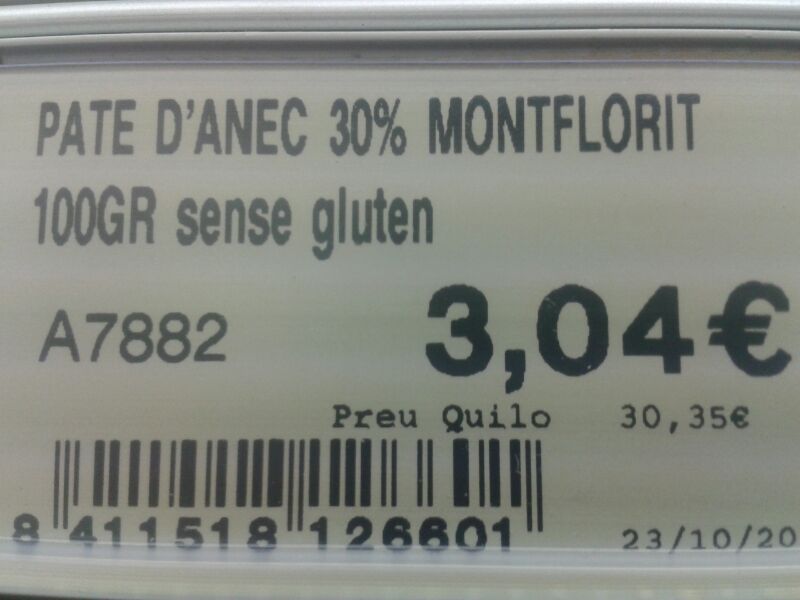 PATE D'ANEC 30% MONTFLORIT
100GR sense gluten
A7882
3,04€
Preu Quilo 30,35€
8 411518 126601
23/10/20